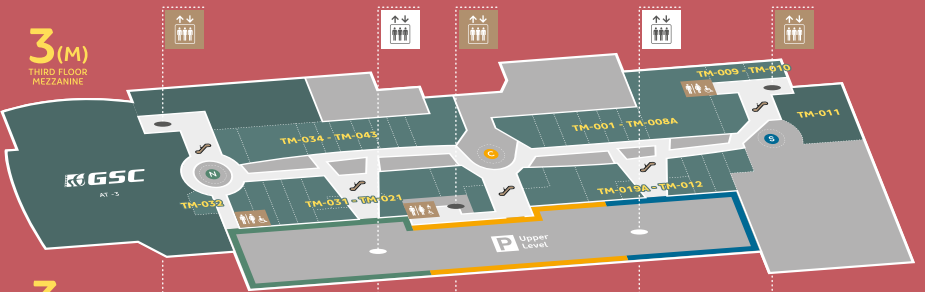 3(M)
THIRD FLOOR
MEZZANINE
TM-009 - TM-010
TM-011
TM-001 - TM-008A
TM-034 - TM-043
C
S
N
GSC
AT -3
TM-032
TM-031 - TM-021
TM-019A - TM-012
P Upper
Level
3